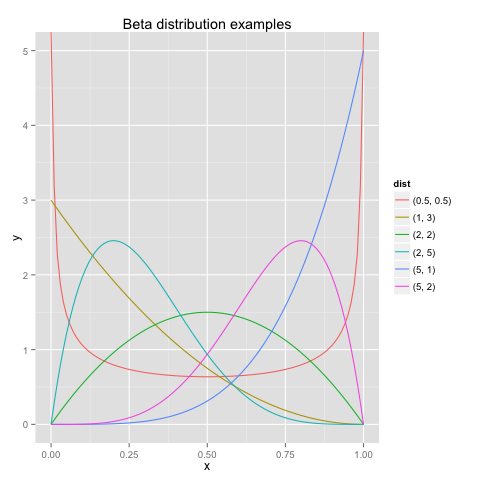 Beta distribution examples
5
4
3
2
1
0
y
0.00 0.25 0.50 0.75 1.00
x
dist
(0.5, 0.5)
(1, 3)
(2, 2)
(2, 5)
(5, 1)
(5, 2)